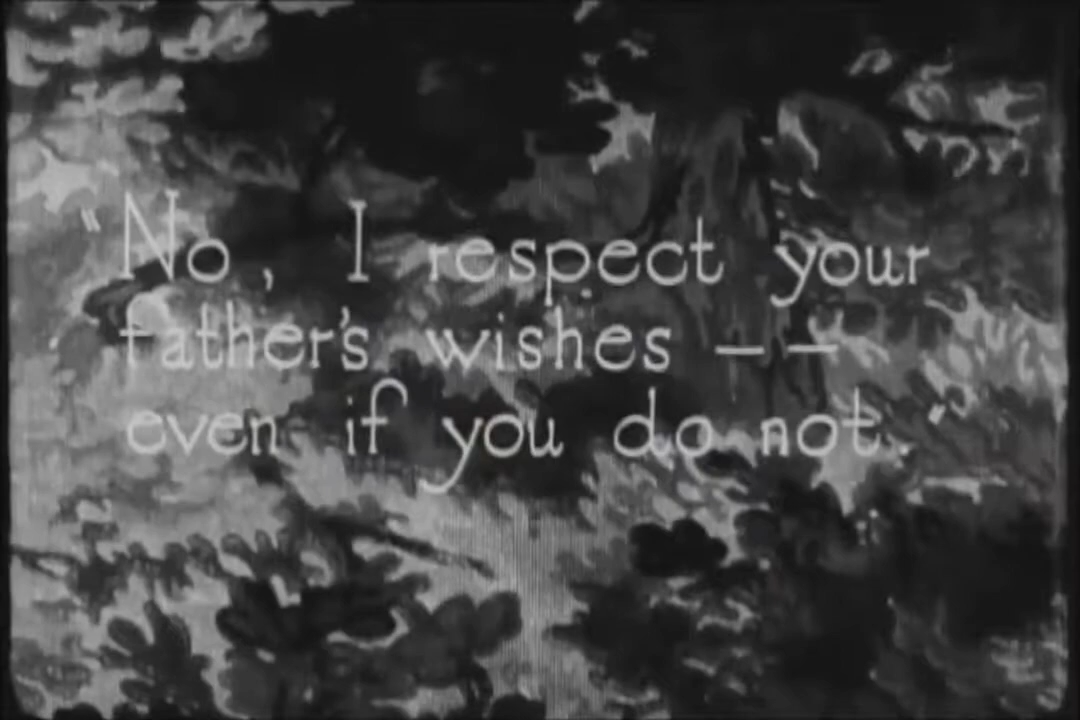 "No, I respect your
father's wishes — —
even if you do not."